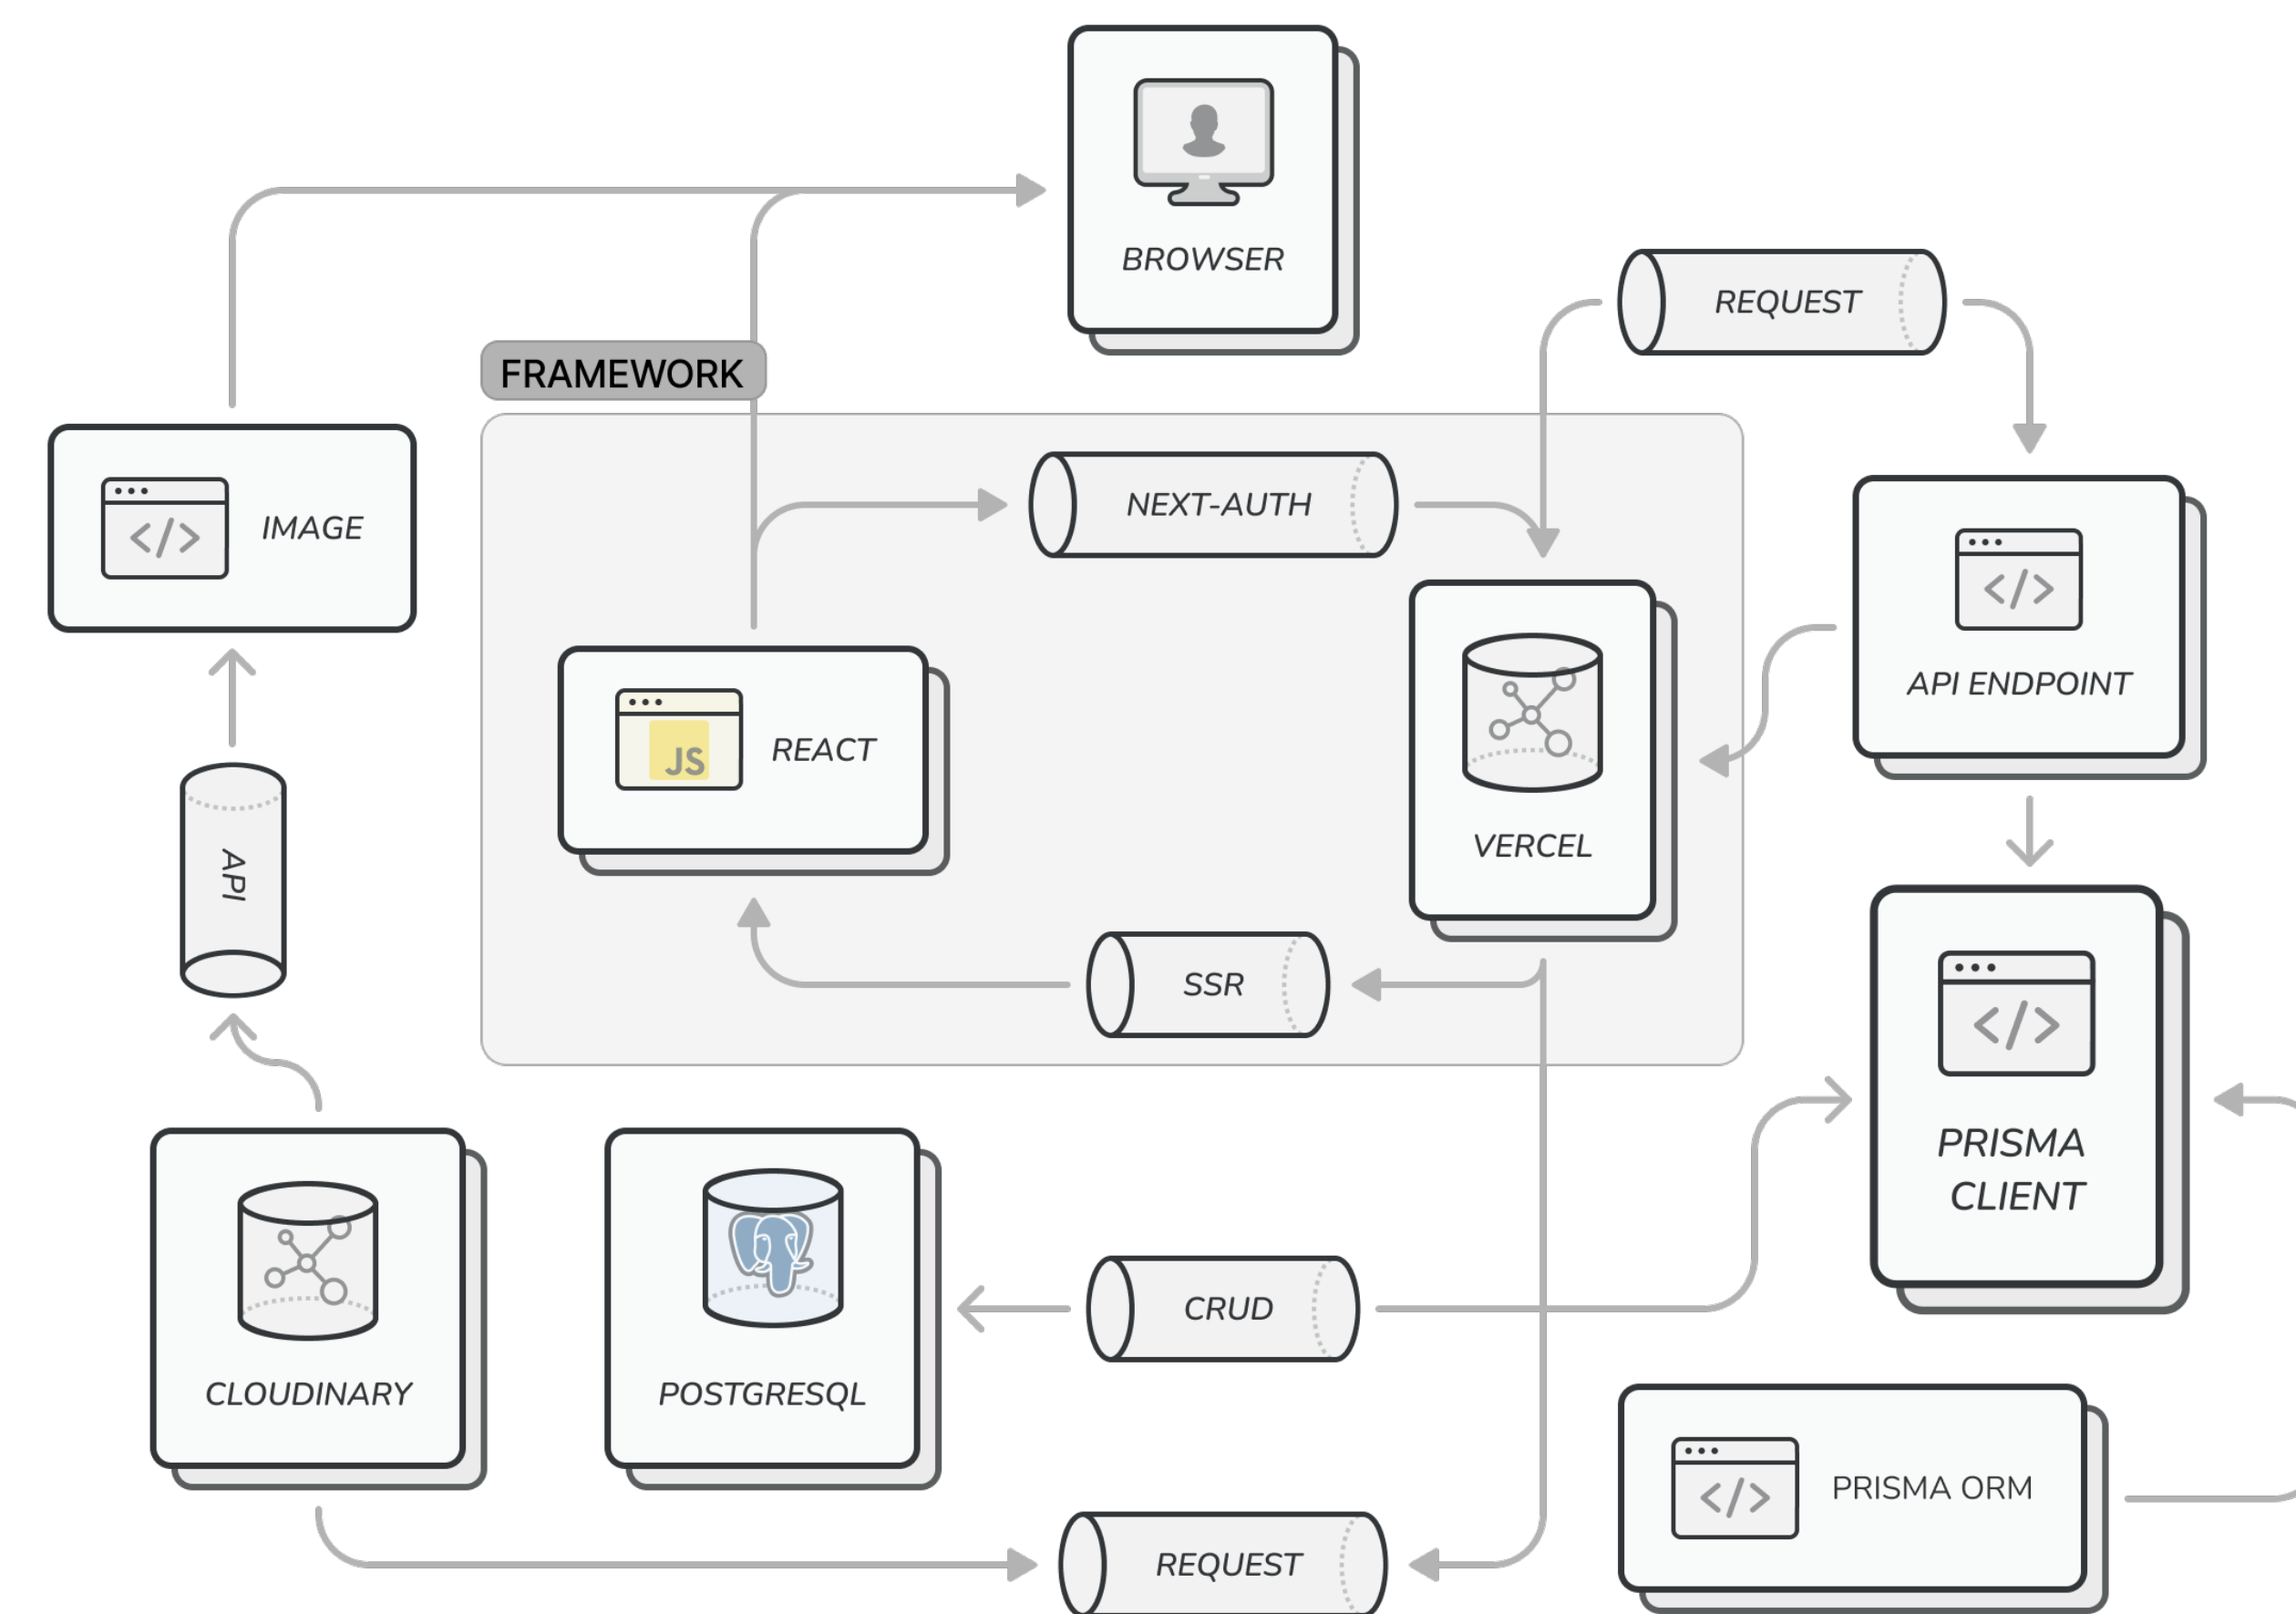 BROWSER
REQUEST
FRAMEWORK
NEXT-AUTH
IMAGE
API ENDPOINT
JS
REACT
VERCEL
API
SSR
PRISMA
CLIENT
CRUD
CLOUDINARY
POSTGRESQL
PRISMA ORM
REQUEST